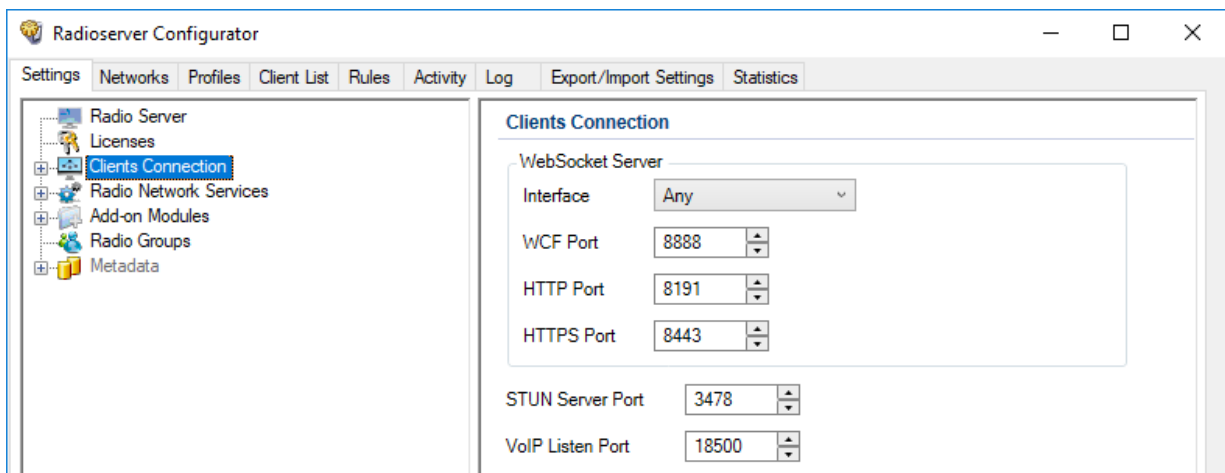 Radioserver Configurator
Settings Networks Profiles Client List Rules Activity Log Export/Import Settings Statistics
Radio Server
Licenses
Clients Connection
Radio Network Services
Add-on Modules
Radio Groups
Metadata
Clients Connection
WebSocket Server
Interface Any
WCF Port 8888
HTTP Port 8191
HTTPS Port 8443
STUN Server Port 3478
VoIP Listen Port 18500